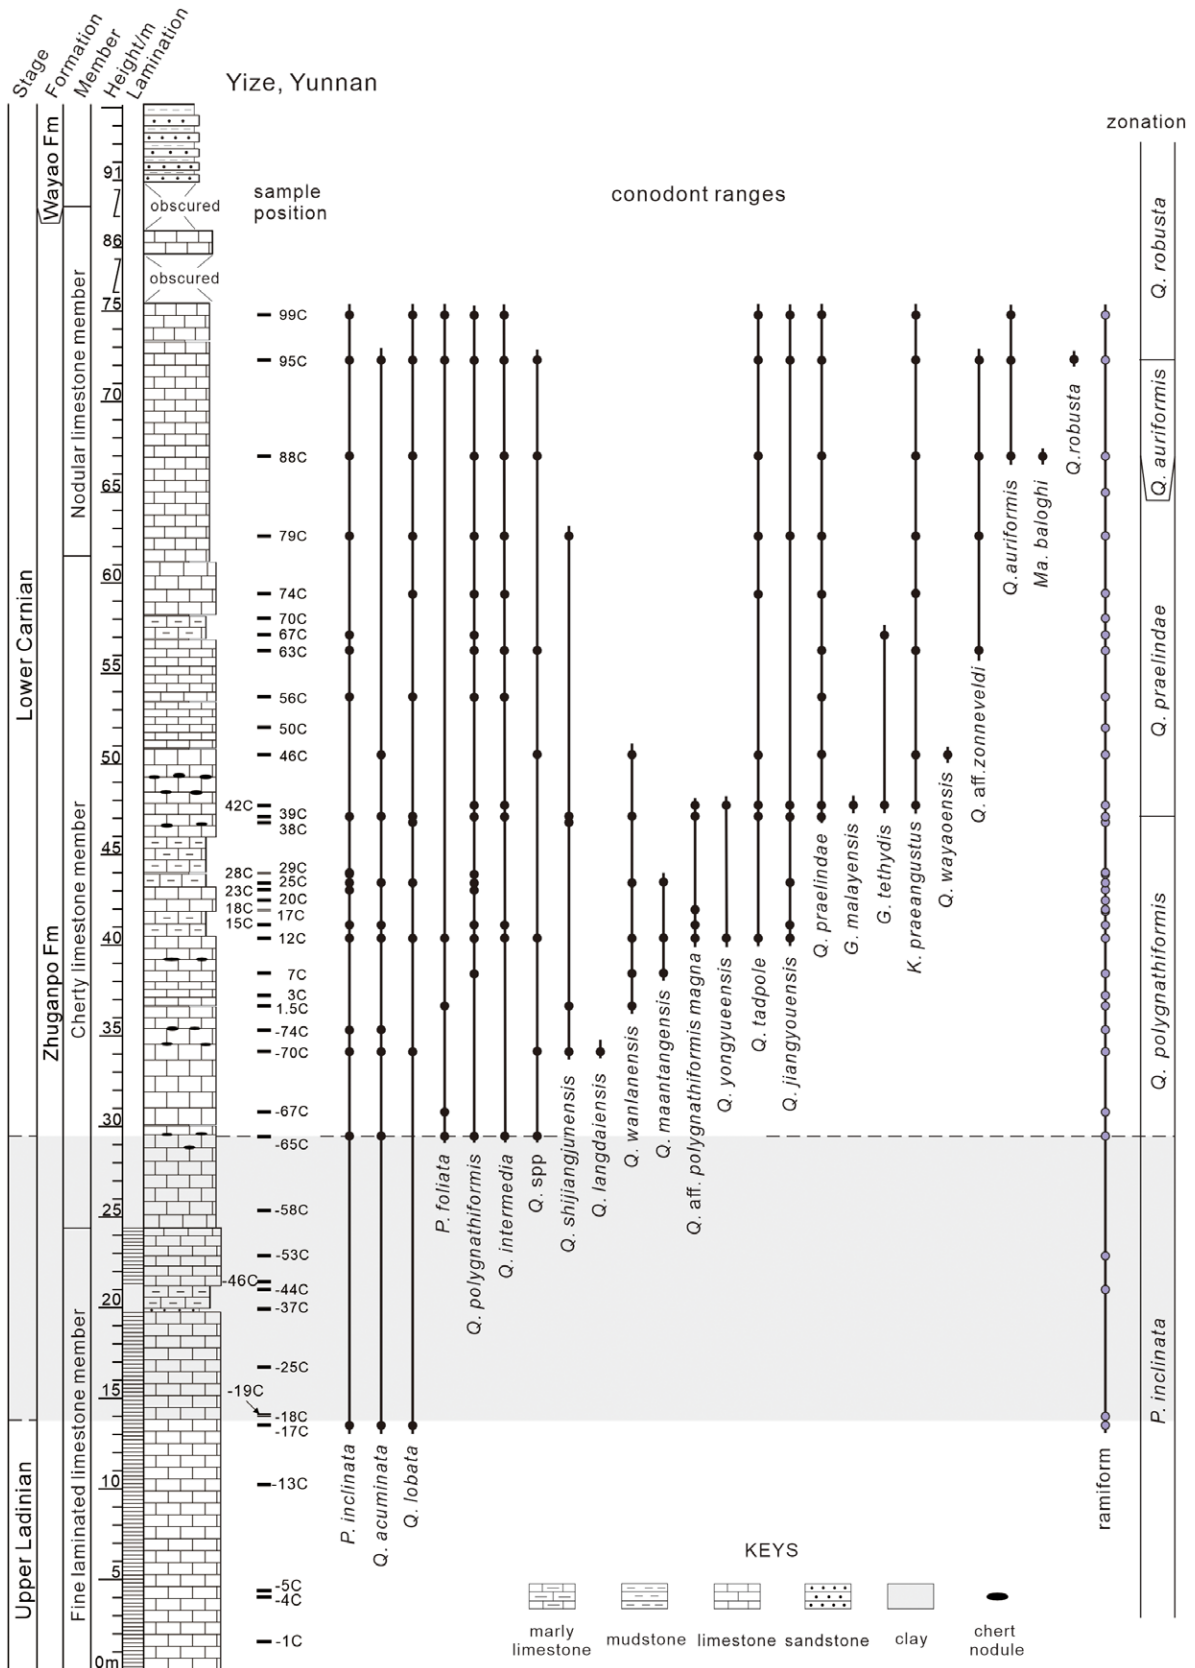 Yize, Yunnan
Stage
Formation
Member
Height/m
Lamination
zonation
sample
position
conodont ranges
Lower Carnian
Upper Ladinian
Wayao Fm
Zhuganpo Fm
Nodular limestone member
Cherty limestone member
Fine laminated limestone member
91
86
75
70
65
60
55
50
45
40
35
30
25
20
15
10
5
0m
obscured
obscured
99C
95C
88C
79C
74C
70C
67C
63C
56C
50C
46C
42C
39C
38C
29C
28C
25C
23C
20C
18C
17C
15C
12C
7C
3C
1.5C
-74C
-70C
-67C
-65C
-58C
-53C
-46C
-44C
-37C
-25C
-19C
-18C
-17C
-13C
-5C
-4C
-1C
P. inclinata
Q. acuminata
Q. lobata
P. foliata
Q. polygnathiformis
Q. intermedia
Q. spp
Q. shijiangjunensis
Q. langdaiensis
Q. wanlanensis
Q. maantangensis
Q. aff. polygnathiformis magna
Q. yongyueensis
Q. tadpole
Q. jiangyouensis
Q. praelindae
G. malayensis
G. tethydis
K. praeangustus
Q. wayaoensis
Q. aff. zonneveldi
Q. auriformis
Ma. baloghi
Q. robusta
ramiform
Q. robusta
Q. auriformis
Q. praelindae
Q. polygnathiformis
P. inclinata
KEYS
marly
limestone
mudstone
limestone
sandstone
clay
chert
nodule